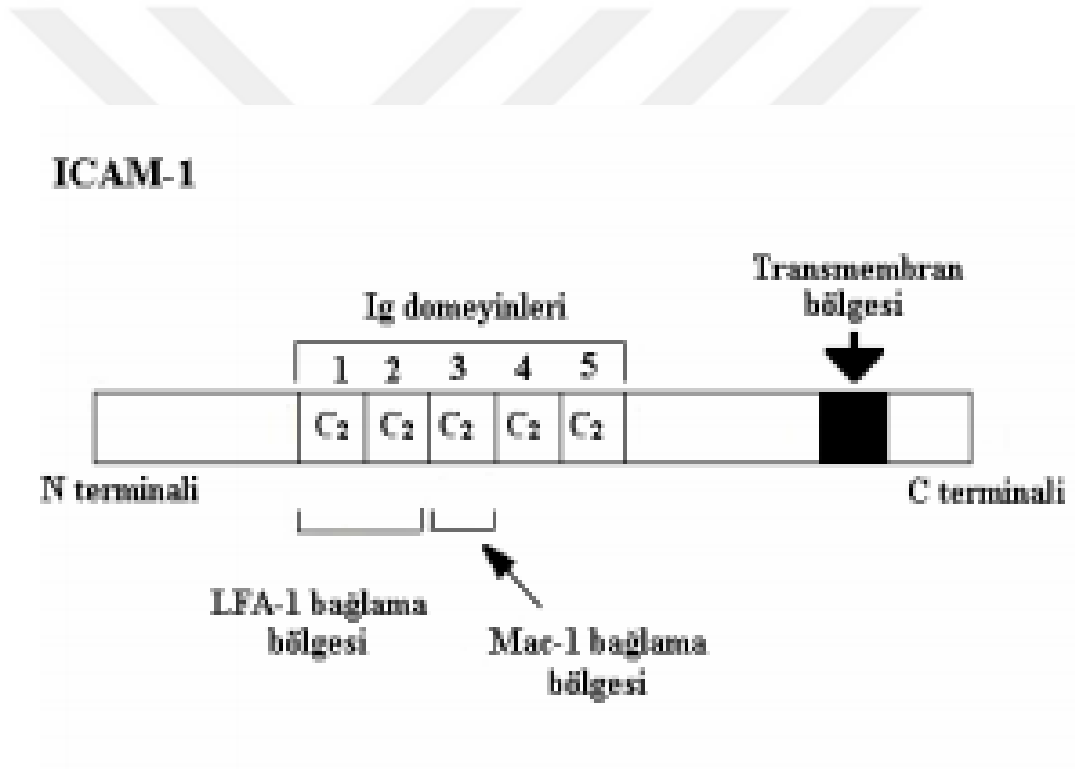 ICAM-1
Transmembran
bölgesi
Ig domeyinleri
1 2 3 4 5
C2 C2 C2 C2 C2
N terminali
C terminali
LFA-1 bağlama
bölgesi
Mac-1 bağlama
bölgesi